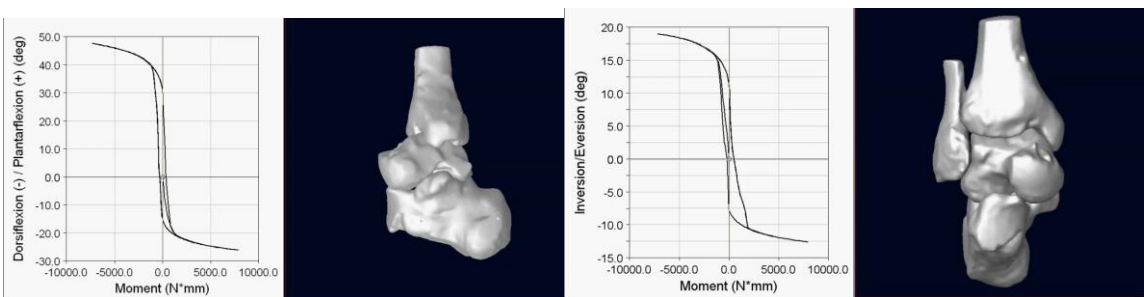 Dorsiflexion (-) / Plantarflexion (+) (deg)
50.0
40.0
30.0
20.0
10.0
0.0
-10.0
-20.0
-30.0
-10000.0 -5000.0 0.0 5000.0 10000.0
Moment (N*mm)
Inversion/Eversion (deg)
20.0
15.0
10.0
5.0
0.0
-5.0
-10.0
-15.0
-10000.0 -5000.0 0.0 5000.0 10000.0
Moment (N*mm)